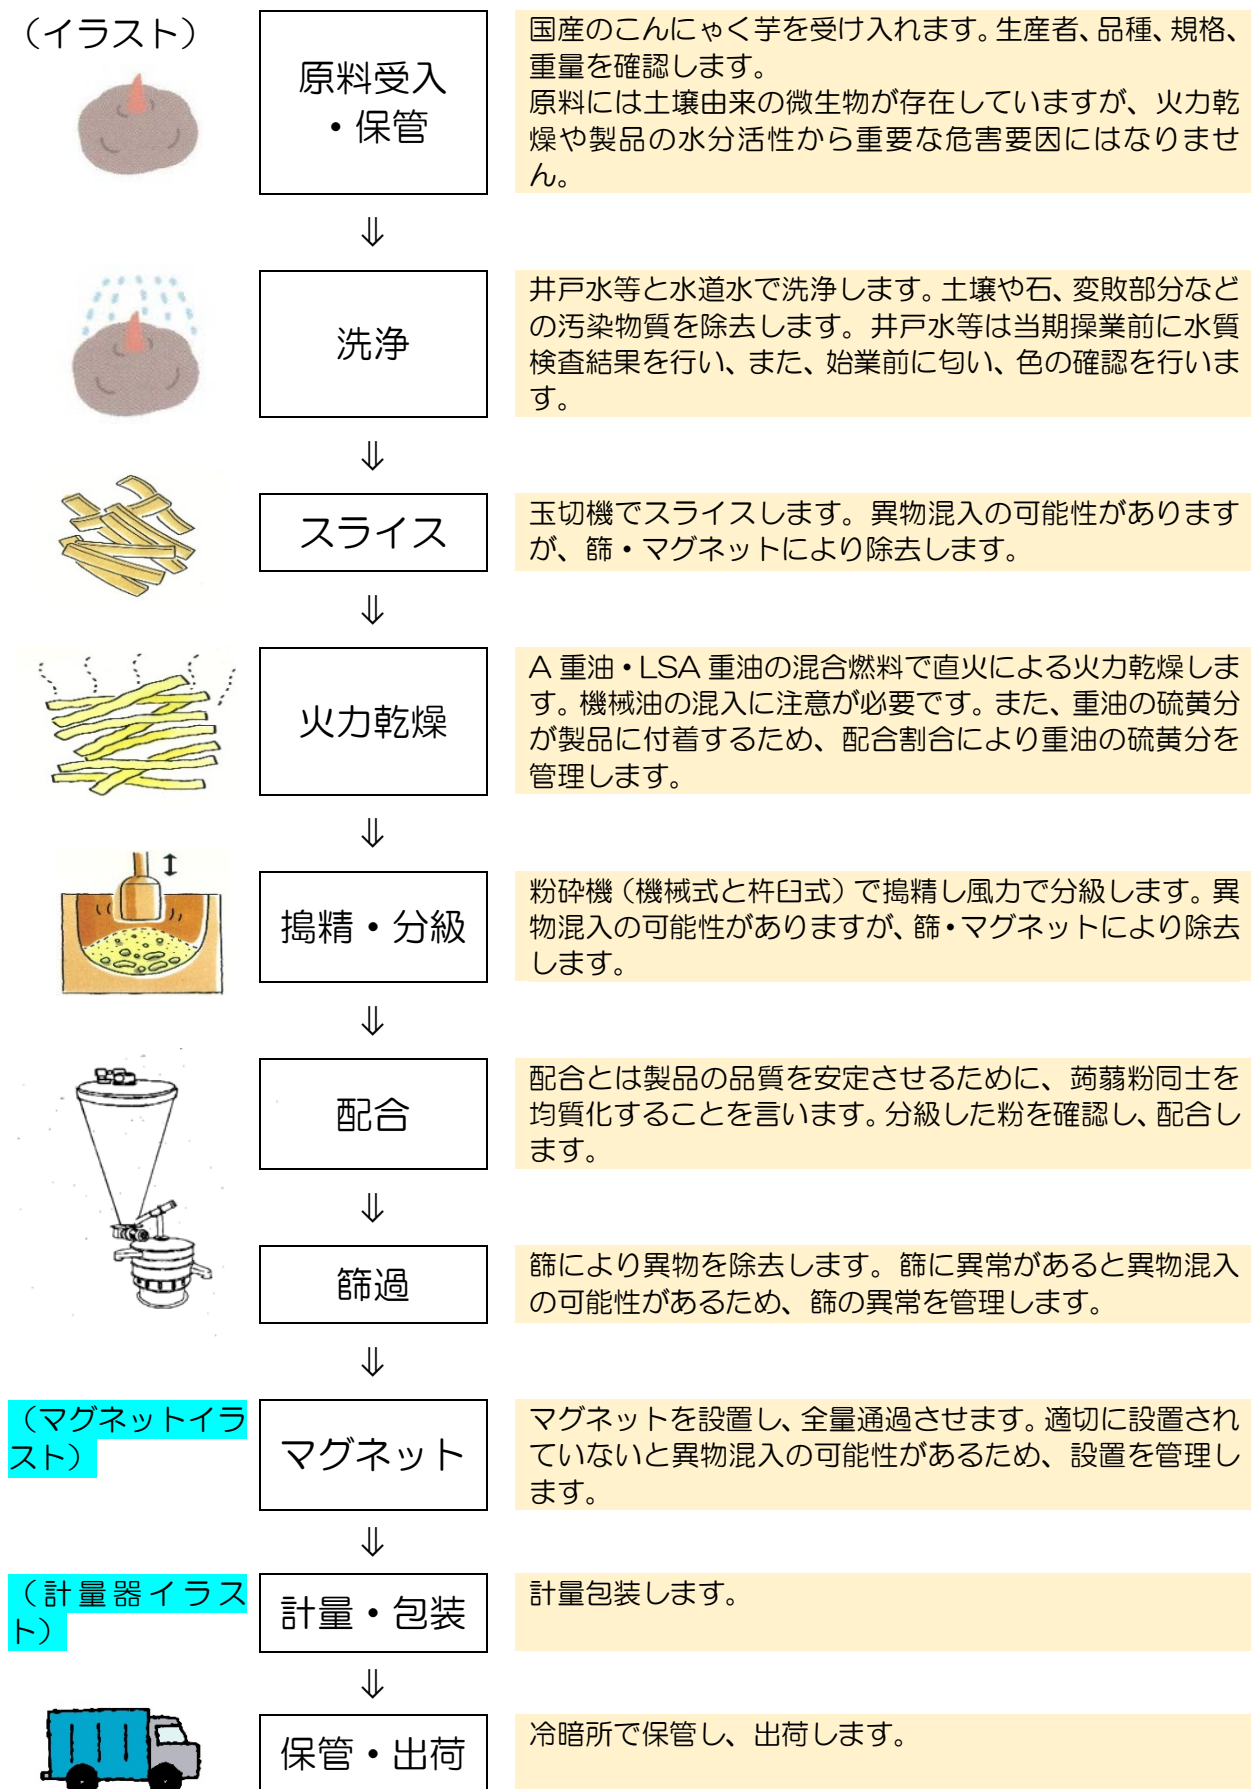 （イラスト）
原料受入
・保管
国産のこんにゃく芋を受け入れます。生産者、品種、規格、
重量を確認します。
原料には土壌由来の微生物が存在していますが、火力乾
燥や製品の水分活性から重要な危害要因にはなりませ
ん。
⇓
洗浄
井戸水等と水道水で洗浄します。土壌や石、変敗部分など
の汚染物質を除去します。井戸水等は当期操業前に水質
検査結果を行い、また、始業前に匂い、色の確認を行いま
す。
⇓
スライス
玉切機でスライスします。異物混入の可能性があります
が、篩・マグネットにより除去します。
⇓
火力乾燥
A 重油・LSA 重油の混合燃料で直火による火力乾燥しま
す。機械油の混入に注意が必要です。また、重油の硫黄分
が製品に付着するため、配合割合により重油の硫黄分を
管理します。
⇓
搗精・分級
粉砕機（機械式と杵臼式）で搗精し風力で分級します。異
物混入の可能性がありますが、篩・マグネットにより除去
します。
⇓
配合
配合とは製品の品質を安定させるために、蒟蒻粉同士を
均質化することを言います。分級した粉を確認し、配合し
ます。
⇓
篩過
篩により異物を除去します。篩に異常があると異物混入
の可能性があるため、篩の異常を管理します。
⇓
（マグネットイラ
スト）
マグネット
マグネットを設置し、全量通過させます。適切に設置され
ていないと異物混入の可能性があるため、設置を管理し
ます。
⇓
（計量器イラス
ト）
計量・包装
計量包装します。
⇓
保管・出荷
冷暗所で保管し、出荷します。